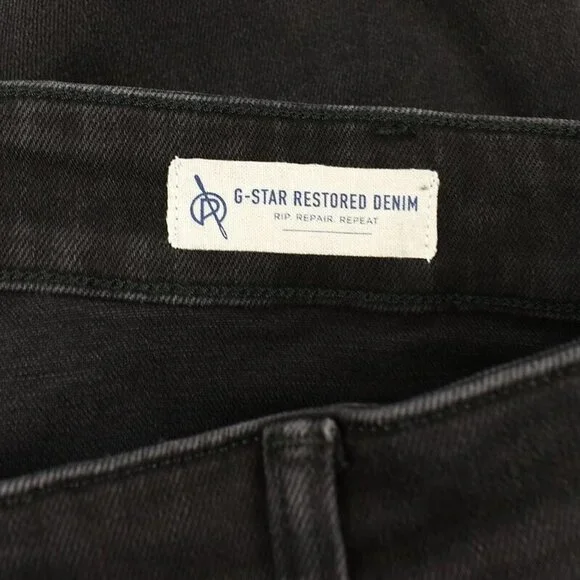 G-STAR RESTORED DENIM
RIP. REPAIR. REPEAT